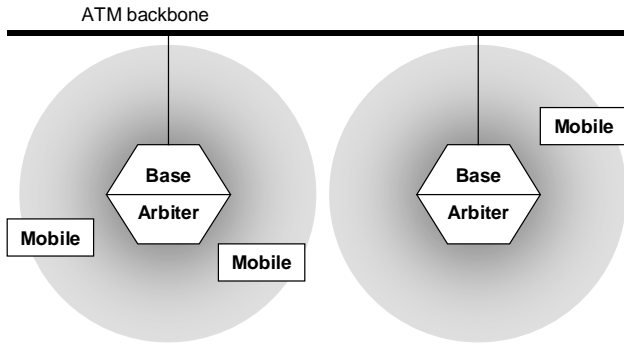 ATM backbone
Mobile
Base
Base
Arbiter
Arbiter
Mobile
Mobile